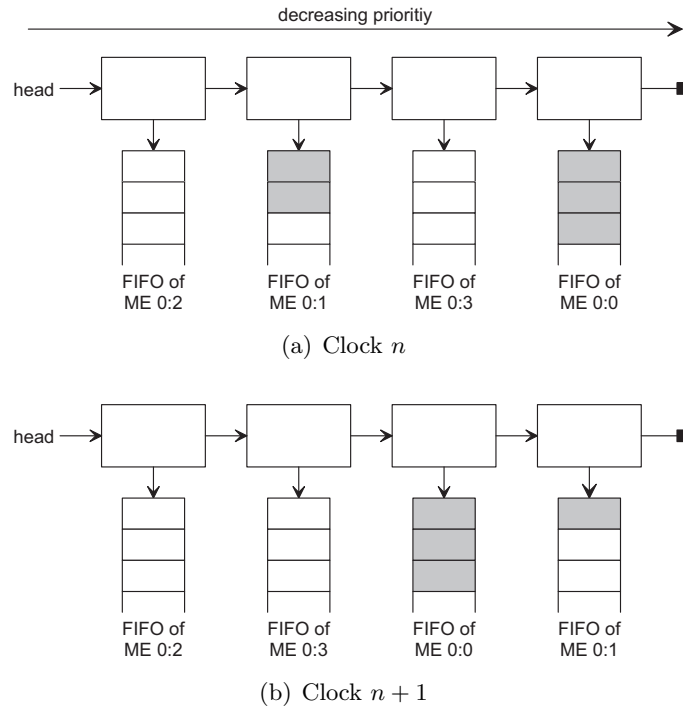 decreasing prioritiy
head
FIFO of
ME 0:2
FIFO of
ME 0:1
FIFO of
ME 0:3
FIFO of
ME 0:0
(a) Clock n
head
FIFO of
ME 0:2
FIFO of
ME 0:3
FIFO of
ME 0:0
FIFO of
ME 0:1
(b) Clock n + 1